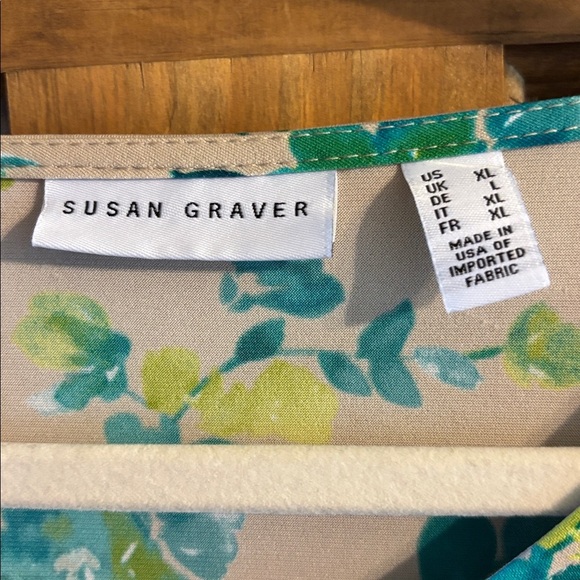 SUSAN GRAVER
US XL
UK L
DE XL
IT XL
FR XL
MADE IN
USA OF
IMPORTED
FABRIC